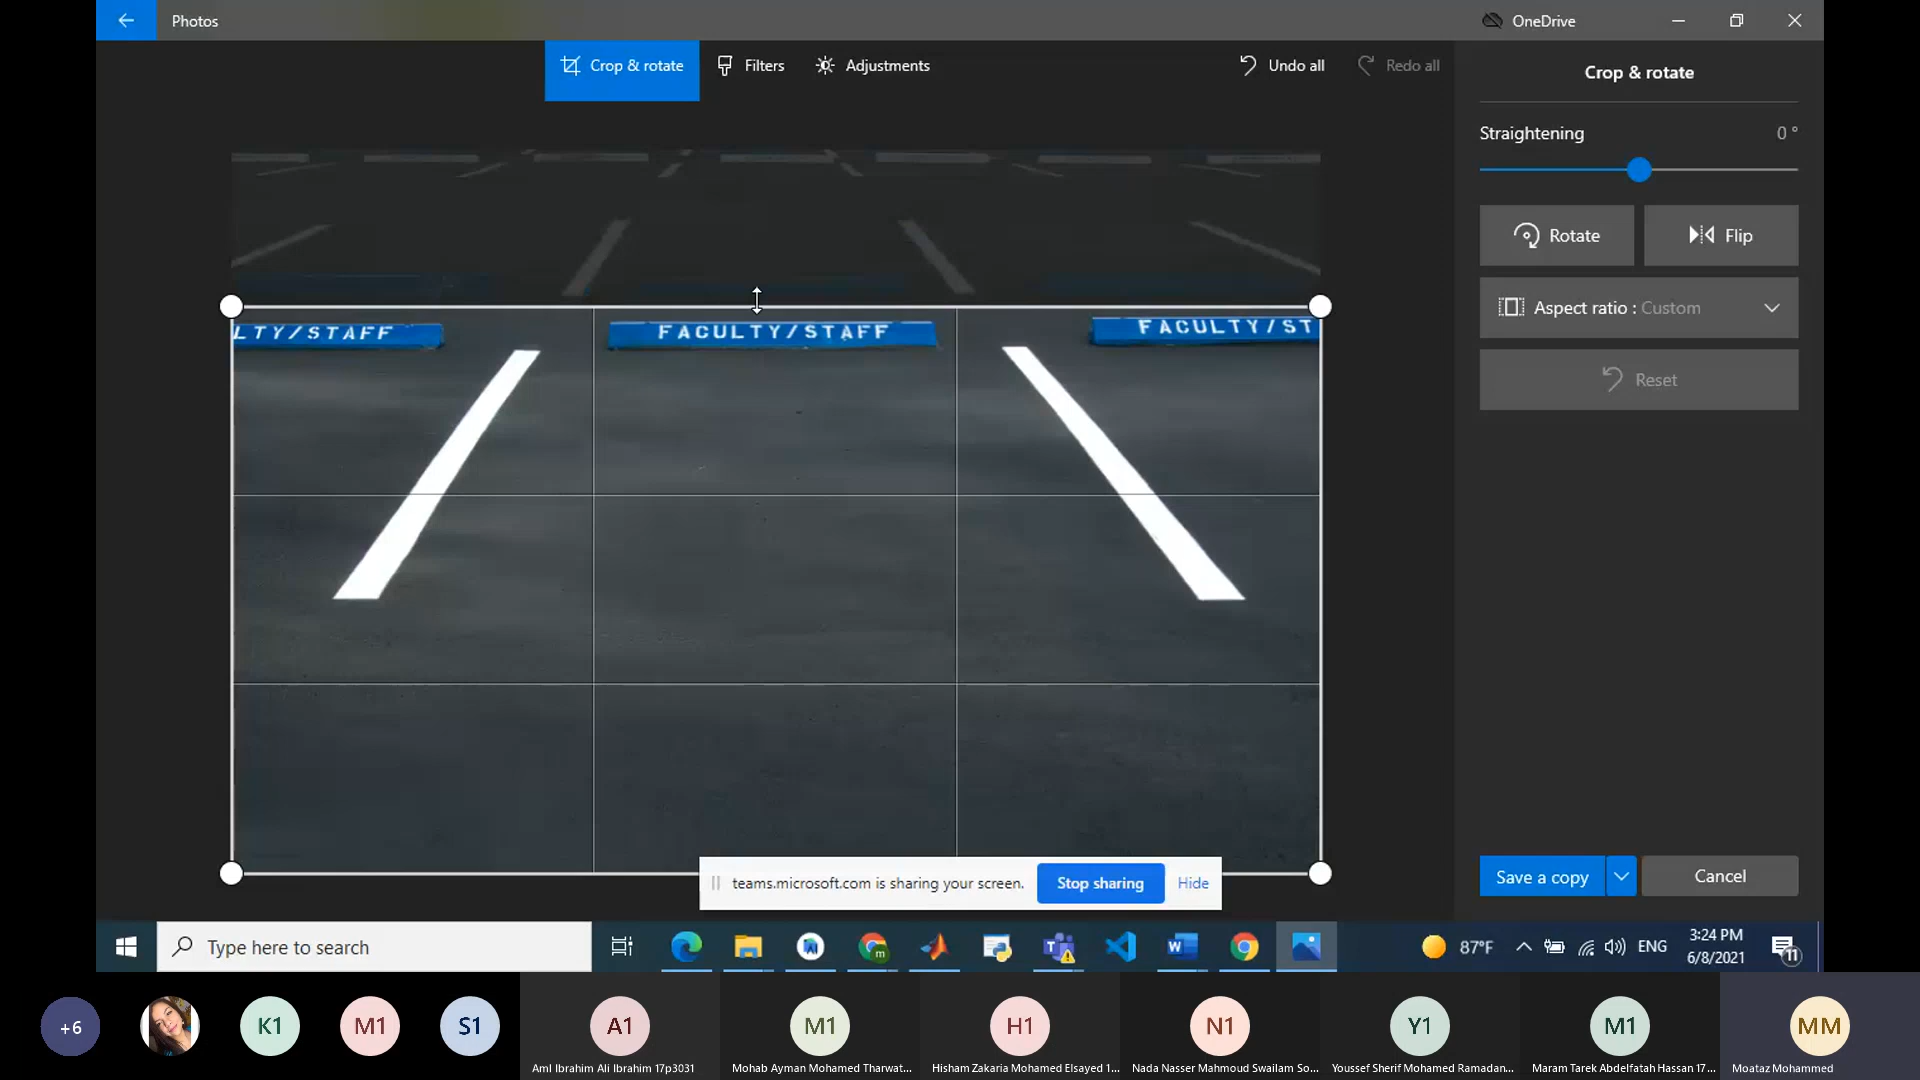 Photos
OneDrive
Crop & rotate
Filters
Adjustments
Undo all
Redo all
Crop & rotate
Straightening
0 °
Rotate
Flip
Aspect ratio : Custom
Reset
LTY/STAFF
FACULTY/STAFF
FACULTY/ST
teams.microsoft.com is sharing your screen.
Stop sharing
Hide
Save a copy
Cancel
Type here to search
87°F
ENG
3:24 PM
6/8/2021
11
+6
K1
M1
S1
A1
M1
H1
N1
Y1
M1
MM
Aml Ibrahim Ali Ibrahim 17p3031
Mohab Ayman Mohamed Tharwat...
Hisham Zakaria Mohamed Elsayed 1...
Nada Nasser Mahmoud Swailam So...
Youssef Sherif Mohamed Ramadan...
Maram Tarek Abdelfatah Hassan 17...
Moataz Mohammed